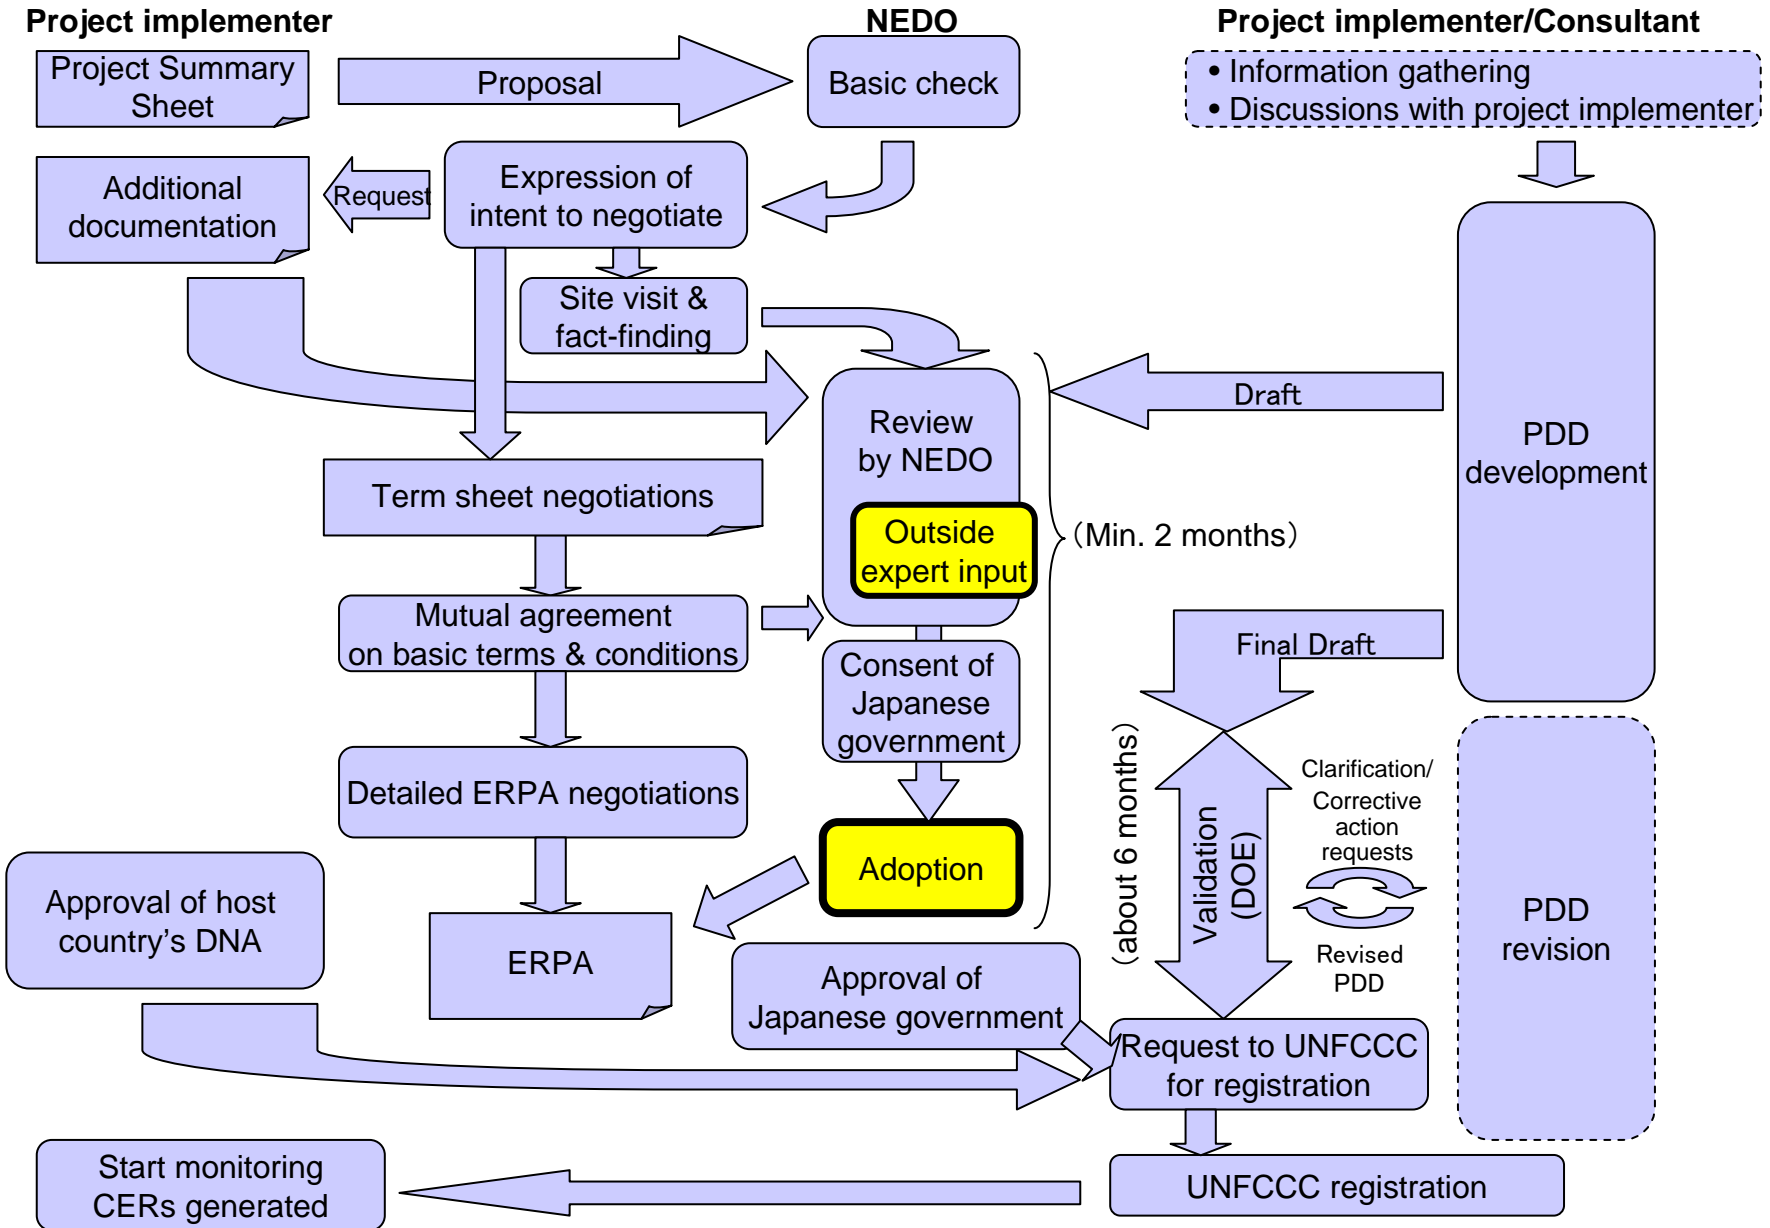 Project implementer
NEDO
Project implementer/Consultant
Project Summary
Sheet
Proposal
Basic check
• Information gathering
• Discussions with project implementer
Additional
documentation
Request
Expression of
intent to negotiate
Site visit &
fact-finding
Review
by NEDO
Draft
PDD
development
Term sheet negotiations
Outside
expert input
(Min. 2 months)
Mutual agreement
on basic terms & conditions
Final Draft
Consent of
Japanese
government
Detailed ERPA negotiations
(about 6 months)
Validation
(DOE)
Clarification/
Corrective
action
requests
Adoption
Approval of host
country's DNA
ERPA
Revised
PDD
PDD
revision
Approval of
Japanese government
Request to UNFCCC
for registration
Start monitoring
CERs generated
UNFCCC registration